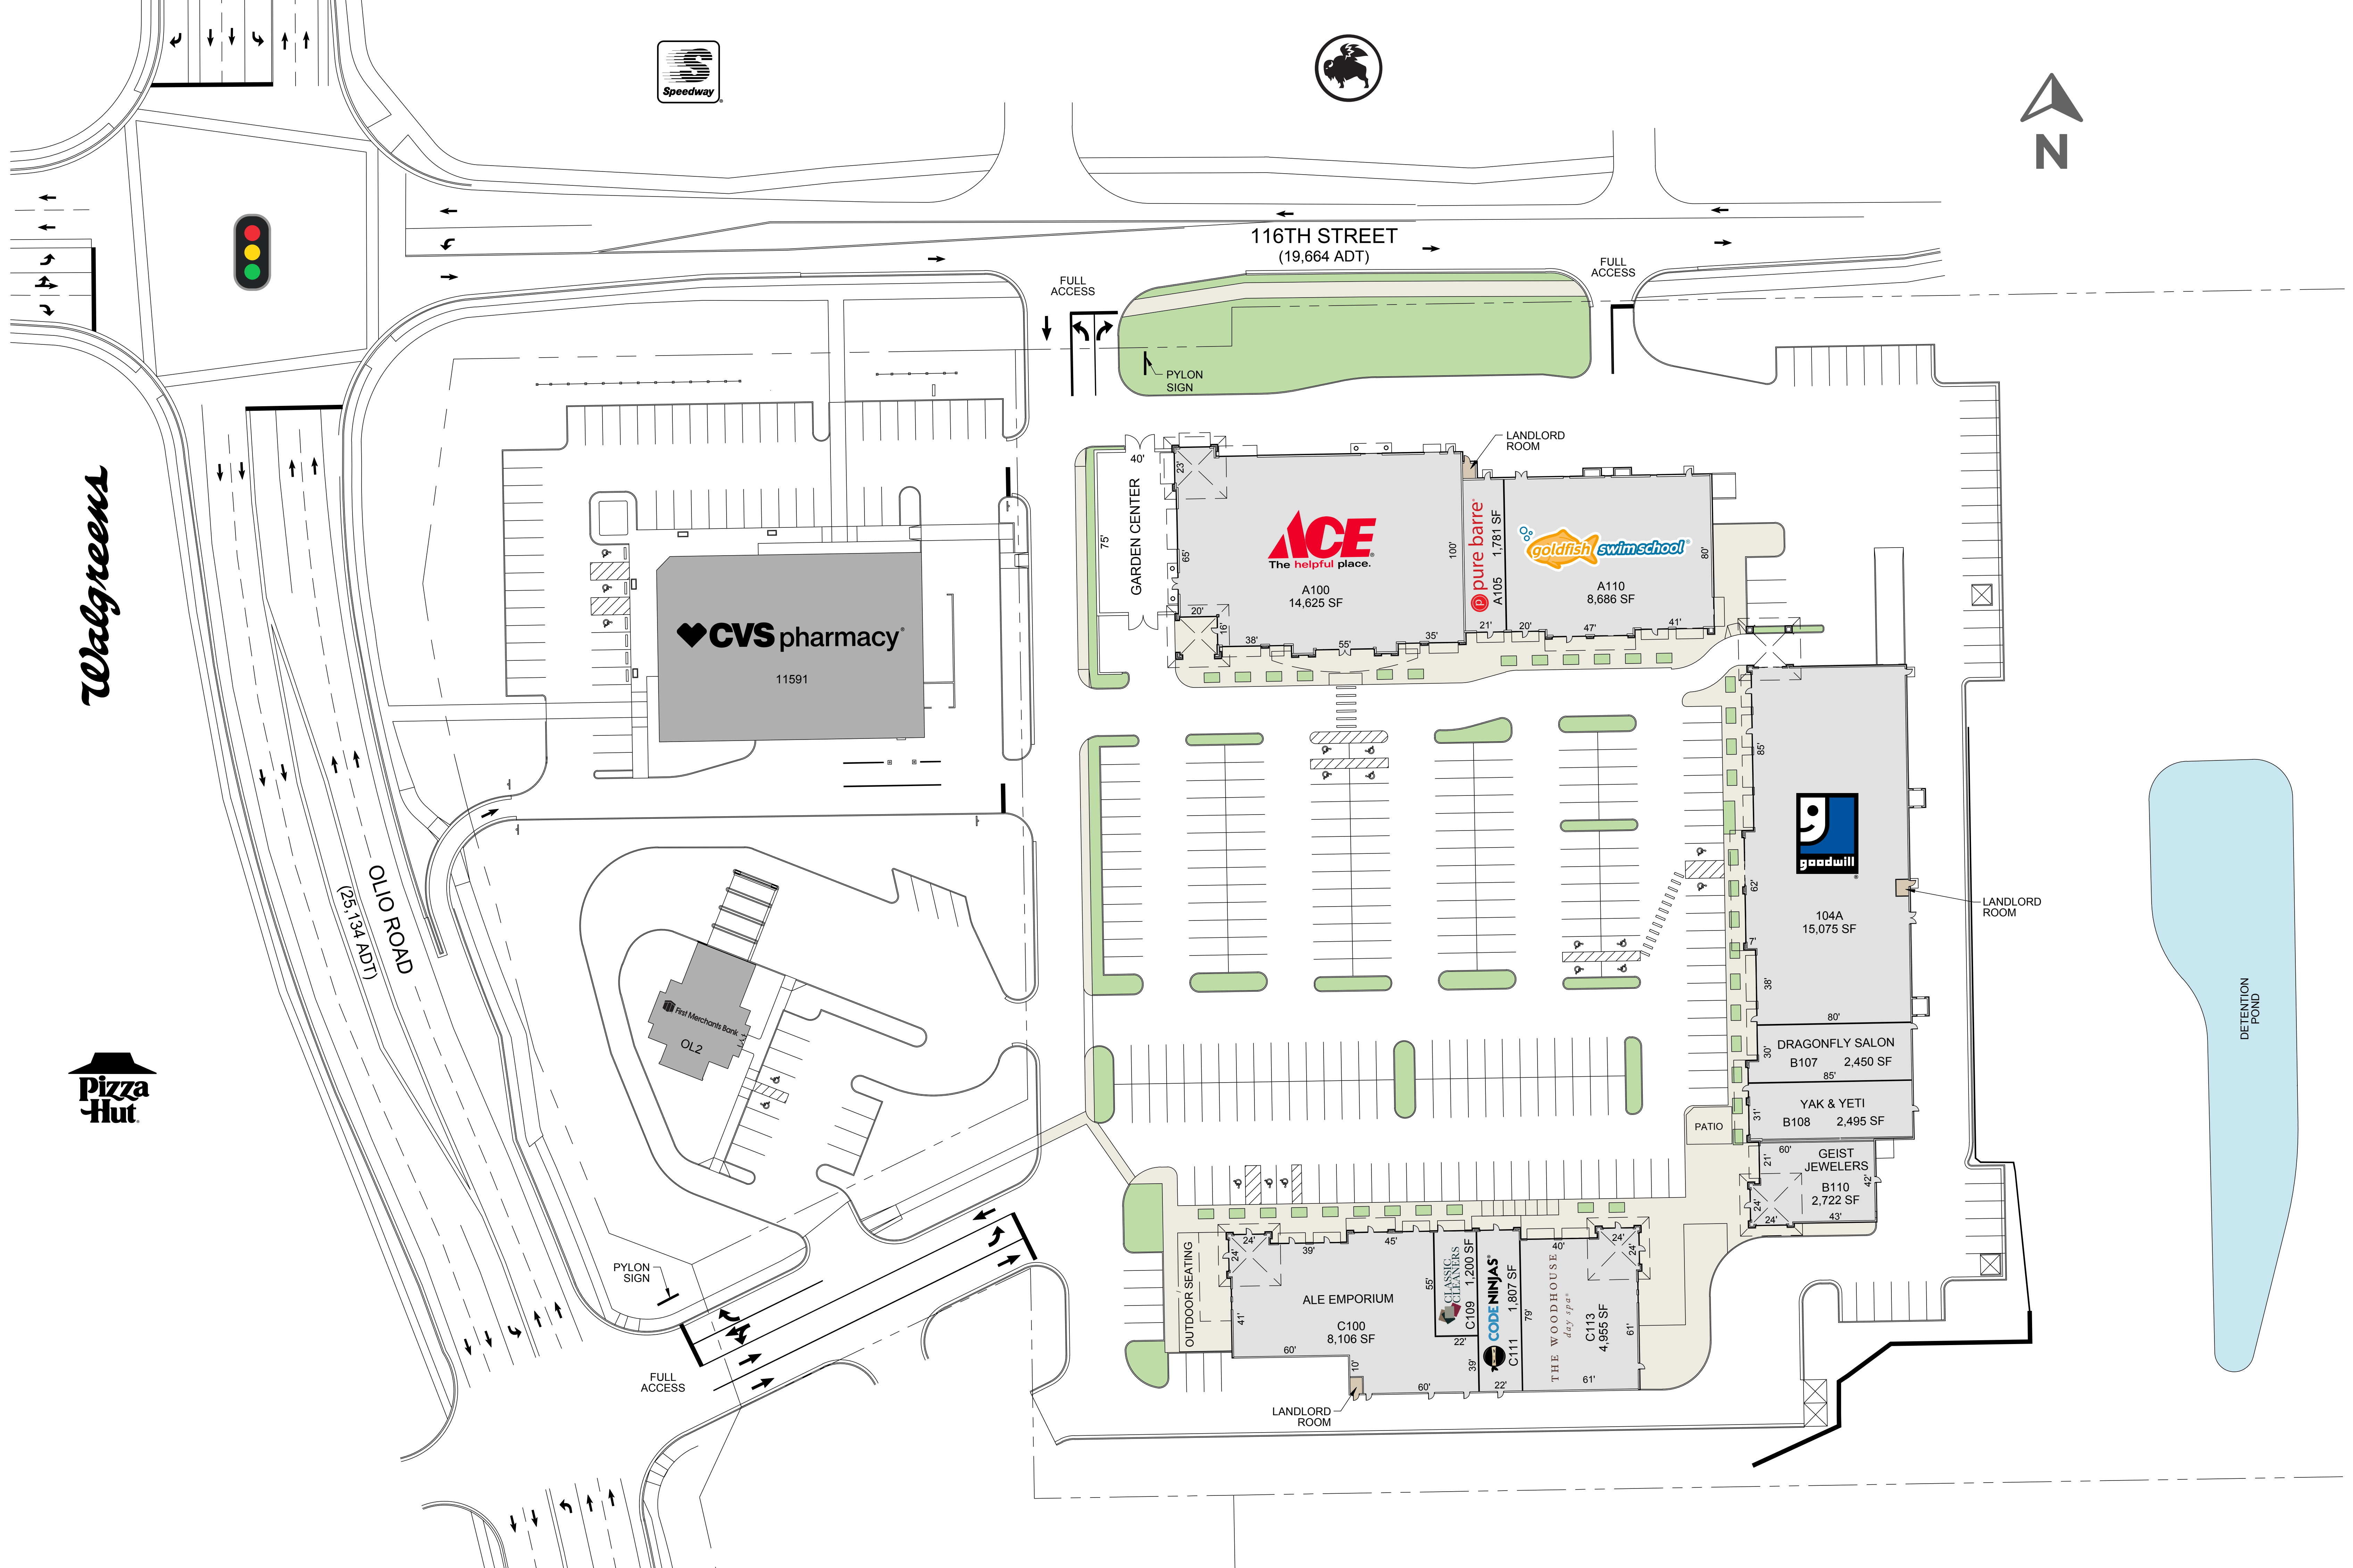 S
Speedway
N
116TH STREET
(19,664 ADT)
FULL
ACCESS
FULL
ACCESS
PYLON
SIGN
LANDLORD
ROOM
Walgreens
40'
23'
GARDEN CENTER
75'
65'
20'
16'
ACE
The helpful place.
A100
14,625 SF
100'
38'
55'
35'
pure barre
A105 1,781 SF
21'
goldfish swim school
A110
8,686 SF
80'
20'
47'
41'
CVS pharmacy
11591
85'
goodwill
104A
15,075 SF
LANDLORD
ROOM
62'
7'
38'
80'
OLIO ROAD
(25,134 ADT)
DETENTION
POND
First Merchants Bank
OL2
Pizza
Hut
DRAGONFLY SALON
B107 2,450 SF
30'
85'
YAK & YETI
B108 2,495 SF
31'
PATIO
60'
GEIST
JEWELERS
B110
2,722 SF
21'
42'
24'
24'
43'
PYLON
SIGN
FULL
ACCESS
OUTDOOR SEATING
24'
24'
39'
45'
41'
ALE EMPORIUM
C100
8,106 SF
60'
10'
60'
LANDLORD
ROOM
55'
CLASSIC
CLEANERS
C109 1,200 SF
22'
39'
CODE NINJAS
C111 1,807 SF
22'
79'
40'
24'
24'
THE WOODHOUSE
day spa
C113
4,955 SF
61'
61'